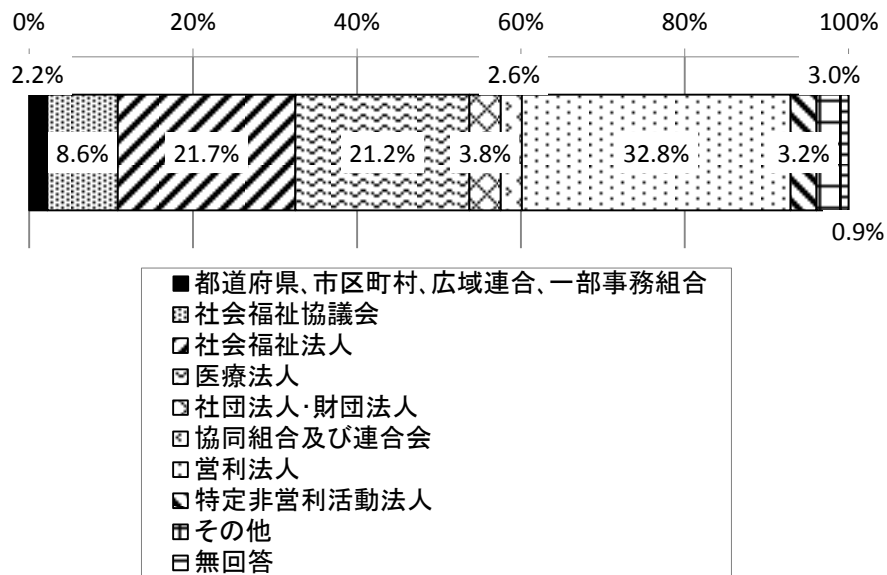 0% 20% 40% 60% 80% 100%
2.2% 2.6% 3.0%
8.6% 21.7% 21.2% 3.8% 32.8% 3.2%
0.9%
都道府県、市区町村、広域連合、一部事務組合
社会福祉協議会
社会福祉法人
医療法人
社団法人・財団法人
協同組合及び連合会
営利法人
特定非営利活動法人
その他
無回答